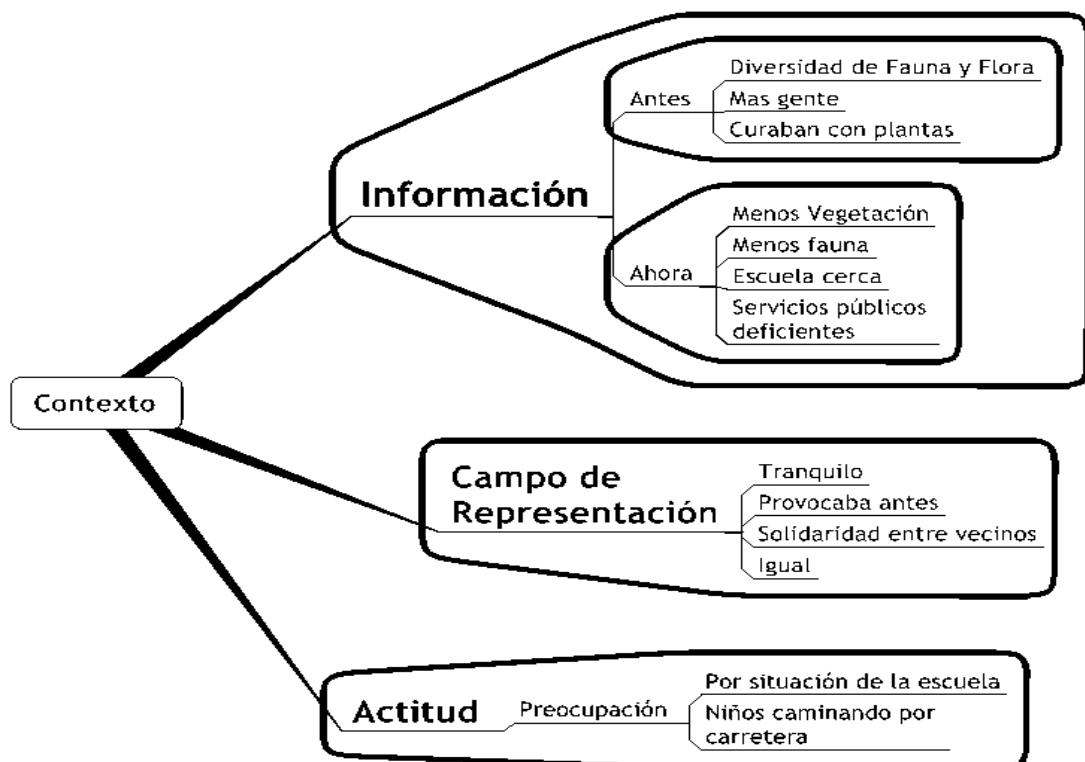 Contexto
Información
Antes
Diversidad de Fauna y Flora
Mas gente
Curaban con plantas
Ahora
Menos Vegetación
Menos fauna
Escuela cerca
Servicios públicos
deficientes
Campo de
Representación
Tranquilo
Provocaba antes
Solidaridad entre vecinos
Igual
Actitud
Preocupación
Por situación de la escuela
Niños caminando por
carretera